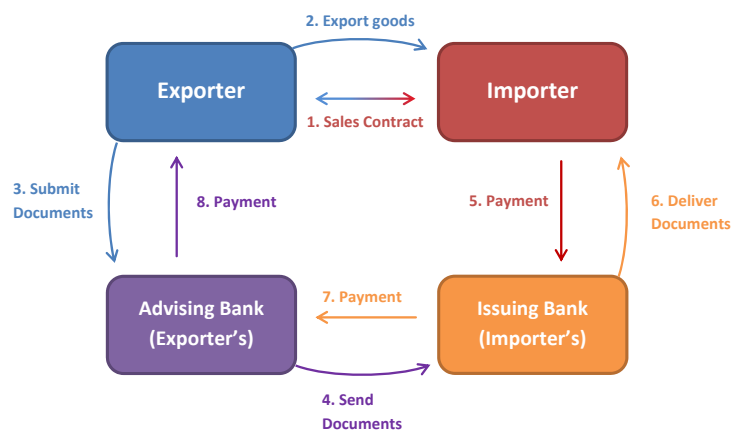 2. Export goods
Exporter
Importer
1. Sales Contract
3. Submit
Documents
8. Payment
5. Payment
6. Deliver
Documents
Advising Bank
(Exporter’s)
7. Payment
Issuing Bank
(Importer’s)
4. Send
Documents